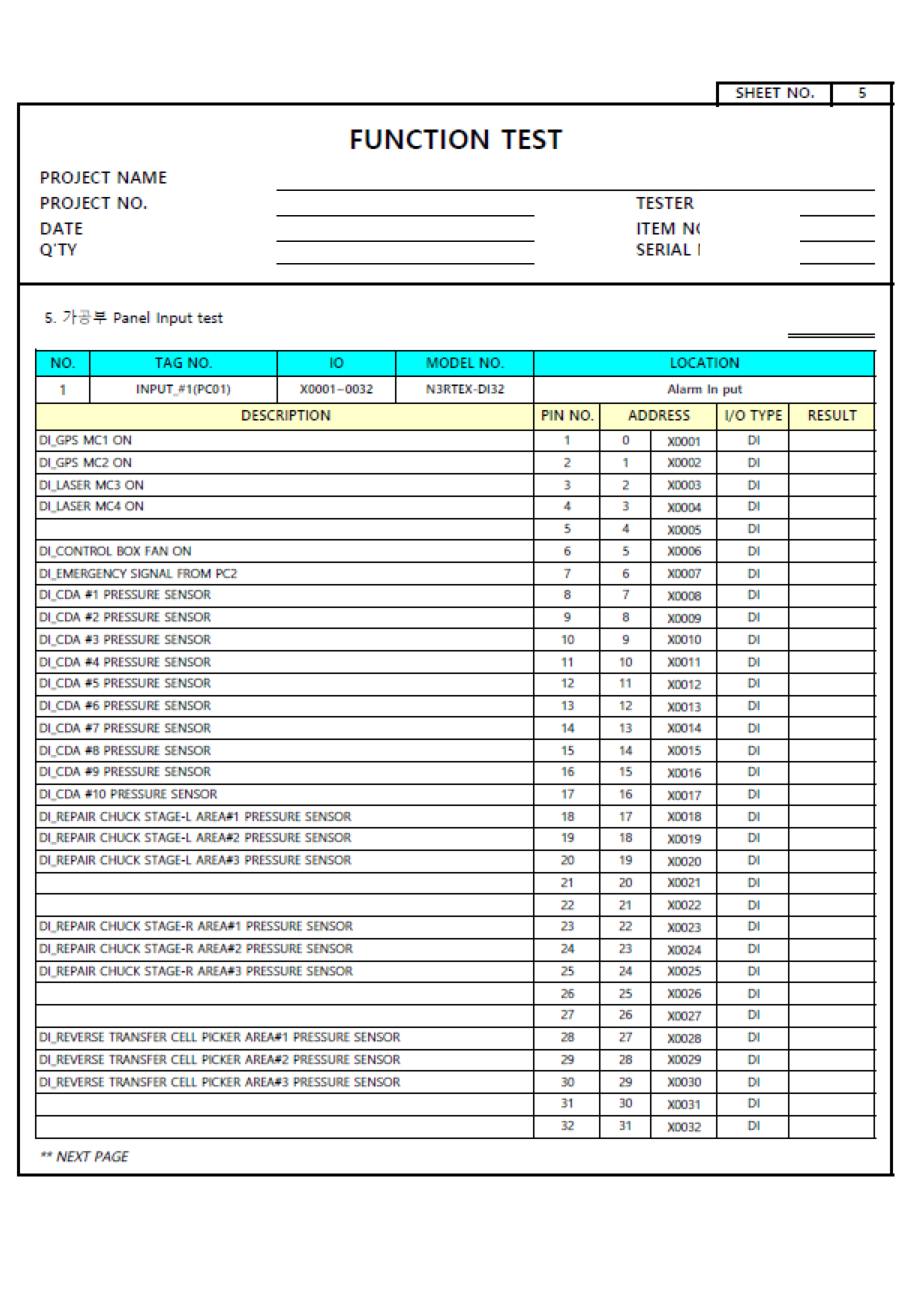 SHEET NO. 5
FUNCTION TEST
PROJECT NAME
PROJECT NO. TESTER
DATE ITEM
Q'TY SERIAL
5. 가공부 Panel Input test
NO. TAG NO. IO MODEL NO. LOCATION
1 INPUT_#1(PC01) X0001~0032 N3RTEX-DI32 Alarm In put
DESCRIPTION PIN NO. ADDRESS I/O TYPE RESULT
DI_GPS MC1 ON 1 0 X0001 DI
DI_GPS MC2 ON 2 1 X0002 DI
DI_LASER MC3 ON 3 2 X0003 DI
DI_LASER MC4 ON 4 3 X0004 DI
5 4 X0005 DI
DI_CONTROL BOX FAN ON 6 5 X0006 DI
DI_EMERGENCY SIGNAL FROM PC2 7 6 X0007 DI
DI_CDA #1 PRESSURE SENSOR 8 7 X0008 DI
DI_CDA #2 PRESSURE SENSOR 9 8 X0009 DI
DI_CDA #3 PRESSURE SENSOR 10 9 X0010 DI
DI_CDA #4 PRESSURE SENSOR 11 10 X0011 DI
DI_CDA #5 PRESSURE SENSOR 12 11 X0012 DI
DI_CDA #6 PRESSURE SENSOR 13 12 X0013 DI
DI_CDA #7 PRESSURE SENSOR 14 13 X0014 DI
DI_CDA #8 PRESSURE SENSOR 15 14 X0015 DI
DI_CDA #9 PRESSURE SENSOR 16 15 X0016 DI
DI_CDA #10 PRESSURE SENSOR 17 16 X0017 DI
DI_REPAIR CHUCK STAGE-L AREA#1 PRESSURE SENSOR 18 17 X0018 DI
DI_REPAIR CHUCK STAGE-L AREA#2 PRESSURE SENSOR 19 18 X0019 DI
DI_REPAIR CHUCK STAGE-L AREA#3 PRESSURE SENSOR 20 19 X0020 DI
21 20 X0021 DI
22 21 X0022 DI
DI_REPAIR CHUCK STAGE-R AREA#1 PRESSURE SENSOR 23 22 X0023 DI
DI_REPAIR CHUCK STAGE-R AREA#2 PRESSURE SENSOR 24 23 X0024 DI
DI_REPAIR CHUCK STAGE-R AREA#3 PRESSURE SENSOR 25 24 X0025 DI
26 25 X0026 DI
27 26 X0027 DI
DI_REVERSE TRANSFER CELL PICKER AREA#1 PRESSURE SENSOR 28 27 X0028 DI
DI_REVERSE TRANSFER CELL PICKER AREA#2 PRESSURE SENSOR 29 28 X0029 DI
DI_REVERSE TRANSFER CELL PICKER AREA#3 PRESSURE SENSOR 30 29 X0030 DI
31 30 X0031 DI
32 31 X0032 DI
** NEXT PAGE